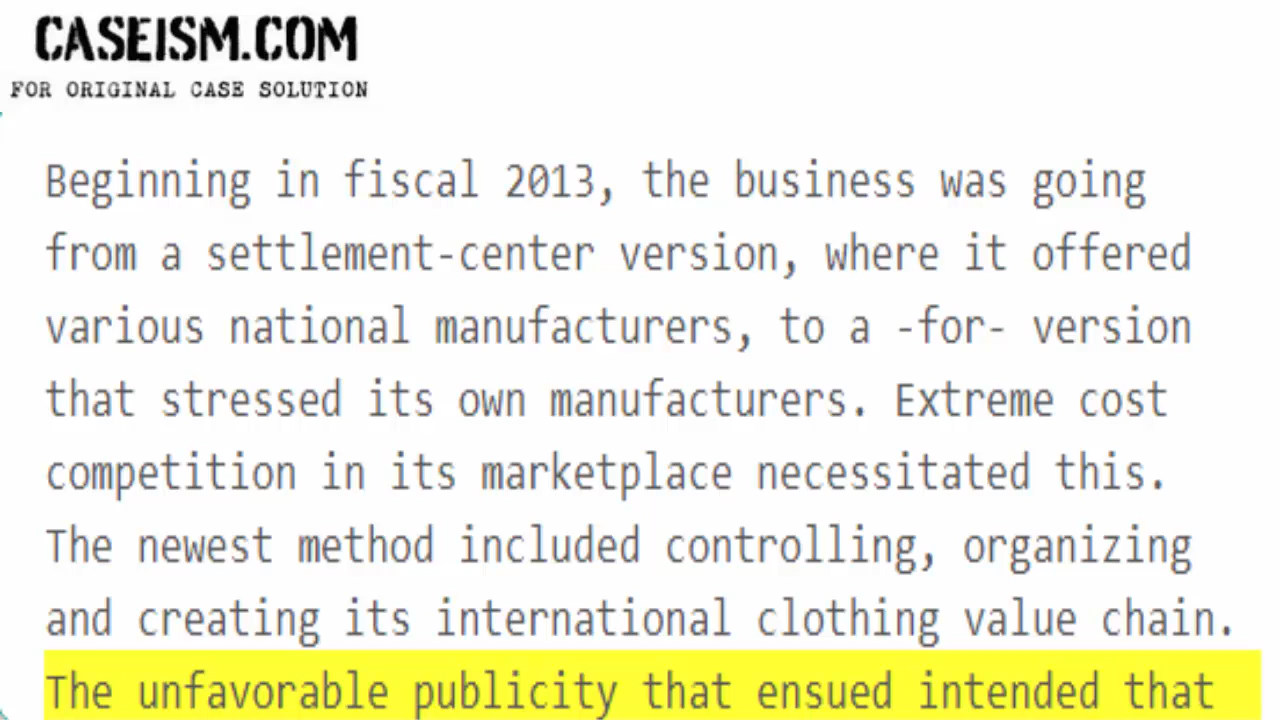 CASEISM.COM
FOR ORIGINAL CASE SOLUTION
Beginning in fiscal 2013, the business was going
from a settlement-center version, where it offered
various national manufacturers, to a -for- version
that stressed its own manufacturers. Extreme cost
competition in its marketplace necessitated this.
The newest method included controlling, organizing
and creating its international clothing value chain.
The unfavorable publicity that ensued intended that